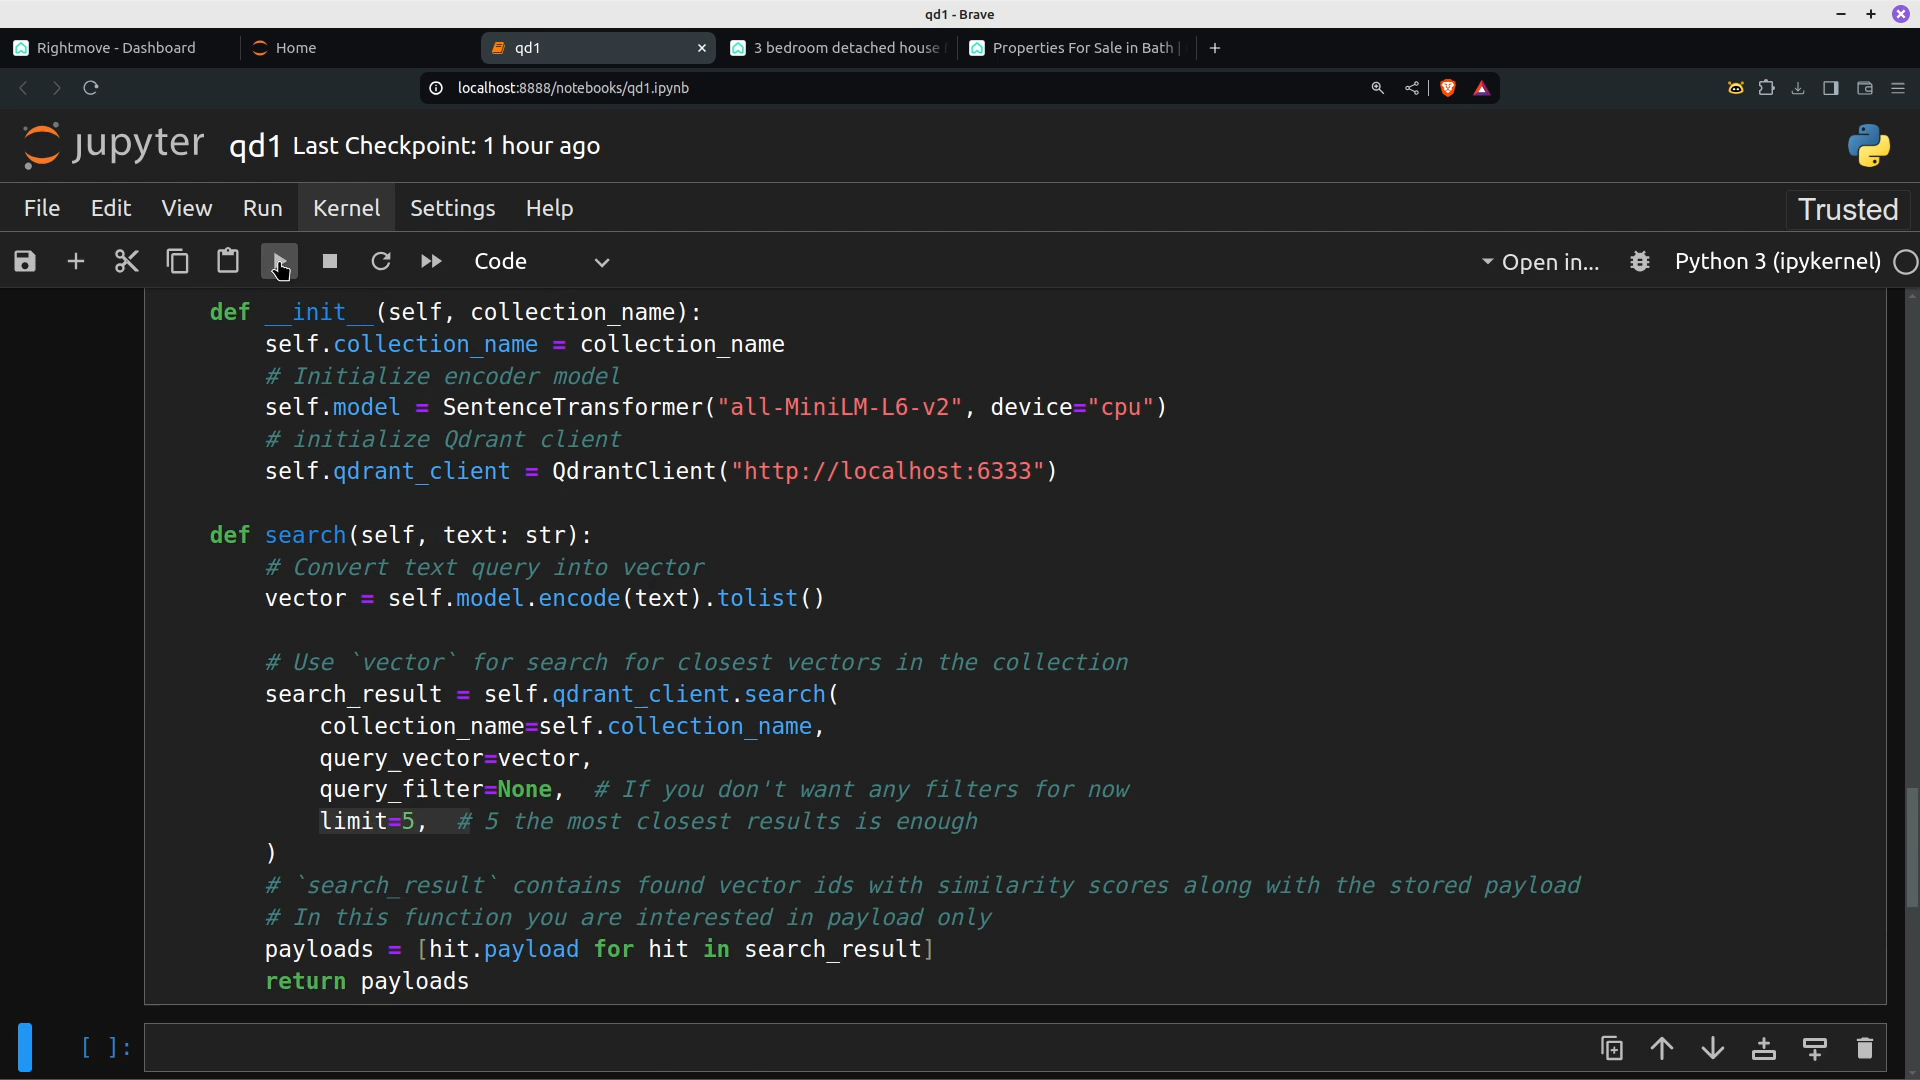 qd1 - Brave
Rightmove - Dashboard
Home
qd1
3 bedroom detached house
Properties For Sale in Bath |
localhost:8888/notebooks/qd1.ipynb
jupyter qd1 Last Checkpoint: 1 hour ago
File Edit View Run Kernel Settings Help
Trusted
Code
Open in...
Python 3 (ipykernel)
def __init__(self, collection_name):
self.collection_name = collection_name
# Initialize encoder model
self.model = SentenceTransformer("all-MiniLM-L6-v2", device="cpu")
# initialize Qdrant client
self.qdrant_client = QdrantClient("http://localhost:6333")
def search(self, text: str):
# Convert text query into vector
vector = self.model.encode(text).tolist()
# Use `vector` for search for closest vectors in the collection
search_result = self.qdrant_client.search(
collection_name=self.collection_name,
query_vector=vector,
query_filter=None,  # If you don't want any filters for now
limit=5,  # 5 the most closest results is enough
)
# `search_result` contains found vector ids with similarity scores along with the stored payload
# In this function you are interested in payload only
payloads = [hit.payload for hit in search_result]
return payloads
[ ]: